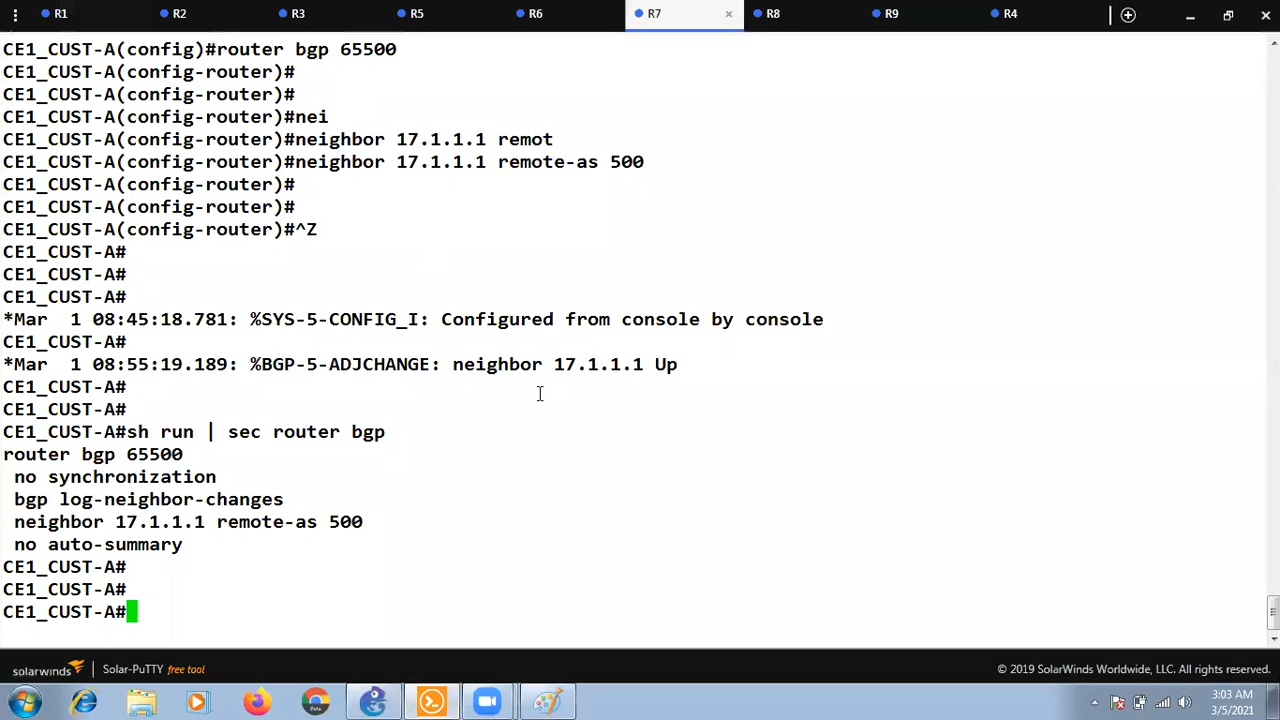 R1 R2 R3 R5 R6 R7 × R8 R9 R4
CE1_CUST-A(config)#router bgp 65500
CE1_CUST-A(config-router)#
CE1_CUST-A(config-router)#
CE1_CUST-A(config-router)#nei
CE1_CUST-A(config-router)#neighbor 17.1.1.1 remot
CE1_CUST-A(config-router)#neighbor 17.1.1.1 remote-as 500
CE1_CUST-A(config-router)#
CE1_CUST-A(config-router)#
CE1_CUST-A(config-router)#^Z
CE1_CUST-A#
CE1_CUST-A#
CE1_CUST-A#
*Mar  1 08:45:18.781: %SYS-5-CONFIG_I: Configured from console by console
CE1_CUST-A#
*Mar  1 08:55:19.189: %BGP-5-ADJCHANGE: neighbor 17.1.1.1 Up
CE1_CUST-A#
CE1_CUST-A#
CE1_CUST-A#sh run | sec router bgp
router bgp 65500
 no synchronization
 bgp log-neighbor-changes
 neighbor 17.1.1.1 remote-as 500
 no auto-summary
CE1_CUST-A#
CE1_CUST-A#
CE1_CUST-A#
solarwinds | Solar-PuTTY free tool © 2019 SolarWinds Worldwide, LLC. All rights reserved.
3:03 AM
3/5/2021